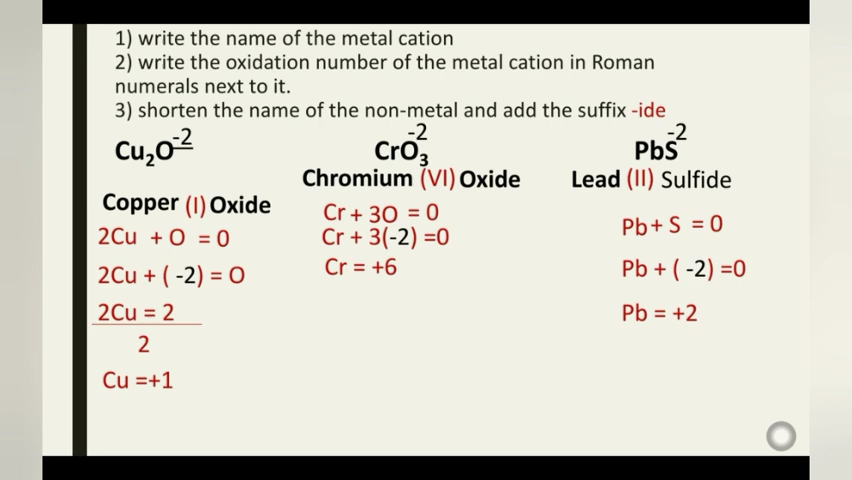 1) write the name of the metal cation
2) write the oxidation number of the metal cation in Roman
numerals next to it.
3) shorten the name of the non-metal and add the suffix -ide
Cu₂O⁻²
Copper (I) Oxide
2Cu + O = 0
2Cu + ( -2) = O
2Cu = 2
2
Cu =+1
CrO₃⁻²
Chromium (VI) Oxide
Cr + 3O = 0
Cr + 3(-2) =0
Cr = +6
PbS⁻²
Lead (II) Sulfide
Pb + S = 0
Pb + ( -2) =0
Pb = +2